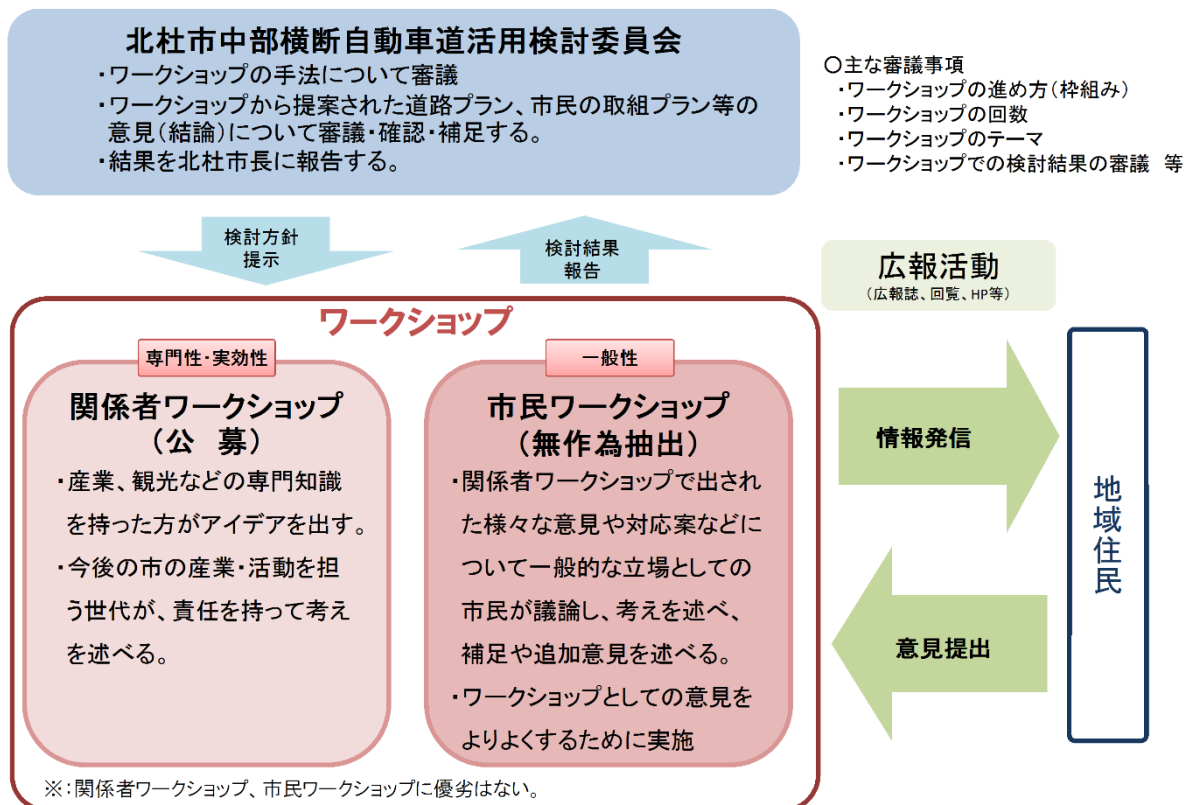 北杜市中部横断自動車道活用検討委員会
・ワークショップの手法について審議
・ワークショップから提案された道路プラン、市民の取組プラン等の
意見(結論)について審議・確認・補足する。
・結果を北杜市長に報告する。
○主な審議事項
・ワークショップの進め方(枠組み)
・ワークショップの回数
・ワークショップのテーマ
・ワークショップでの検討結果の審議 等
検討方針
提示
検討結果
報告
広報活動
(広報誌、回覧、HP等)
ワークショップ
専門性・実効性
関係者ワークショップ
(公 募)
・産業、観光などの専門知識
を持った方がアイデアを出す。
・今後の市の産業・活動を担
う世代が、責任を持って考え
を述べる。
一般性
市民ワークショップ
(無作為抽出)
・関係者ワークショップで出され
た様々な意見や対応案などに
ついて一般的な立場としての
市民が議論し、考えを述べ、
補足や追加意見を述べる。
・ワークショップとしての意見を
よりよくするために実施
情報発信
意見提出
地域住民
※:関係者ワークショップ、市民ワークショップに優劣はない。